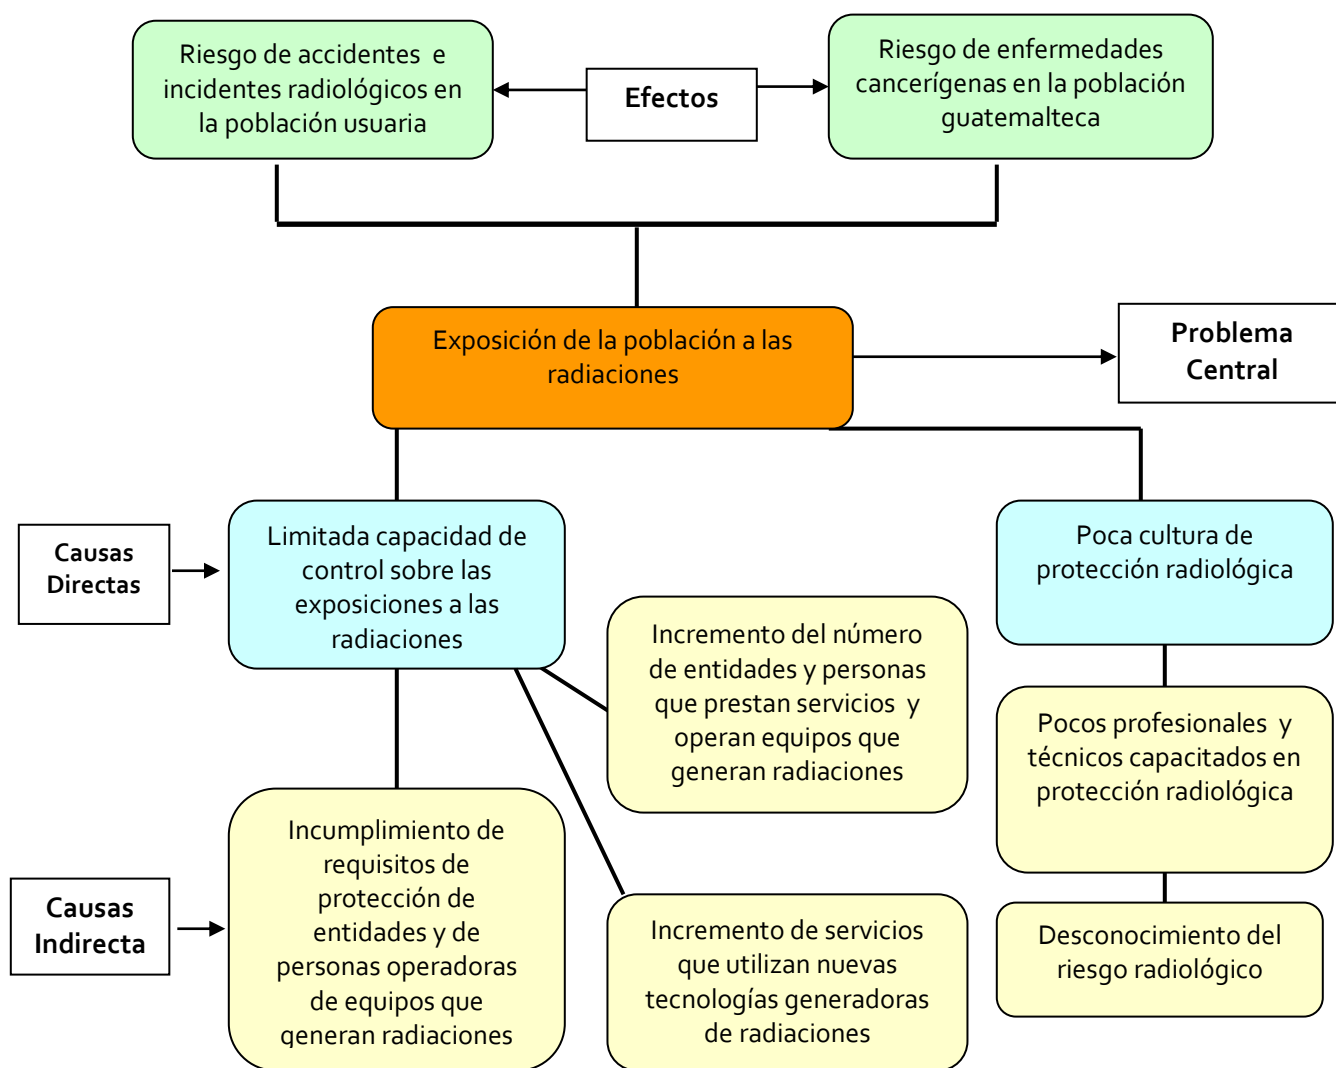 Riesgo de accidentes e
incidentes radiológicos en
la población usuaria
Efectos
Riesgo de enfermedades
cancerígenas en la población
guatemalteca
Exposición de la población a las
radiaciones
Problema
Central
Causas
Directas
Limitada capacidad de
control sobre las
exposiciones a las
radiaciones
Poca cultura de
protección radiológica
Incremento del número
de entidades y personas
que prestan servicios y
operan equipos que
generan radiaciones
Pocos profesionales y
técnicos capacitados en
protección radiológica
Causas
Indirecta
Incumplimiento de
requisitos de
protección de
entidades y de
personas operadoras
de equipos que
generan radiaciones
Incremento de servicios
que utilizan nuevas
tecnologías generadoras
de radiaciones
Desconocimiento del
riesgo radiológico